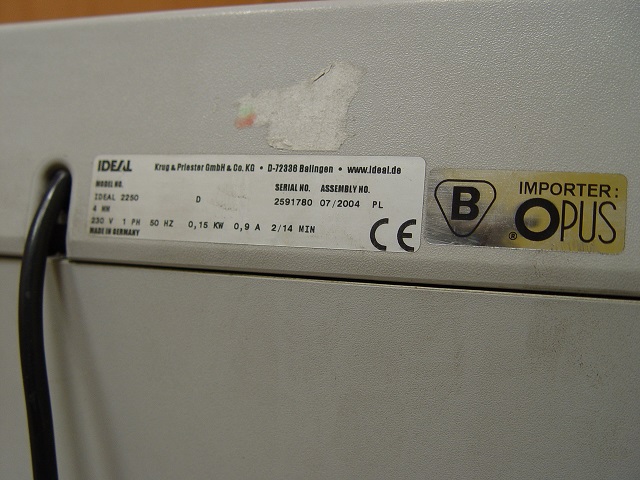 IDEAL Krug & Priester GmbH & Co. KG • D-72336 Balingen • www.ideal.de
MODEL NO. SERIAL NO. ASSEMBLY NO.
IDEAL 2250 D 2591780 07/2004 PL
4 MM
230 V 1 PH 50 HZ 0,15 KW 0,9 A 2/14 MIN
MADE IN GERMANY
CE
B
IMPORTER:
®OPUS